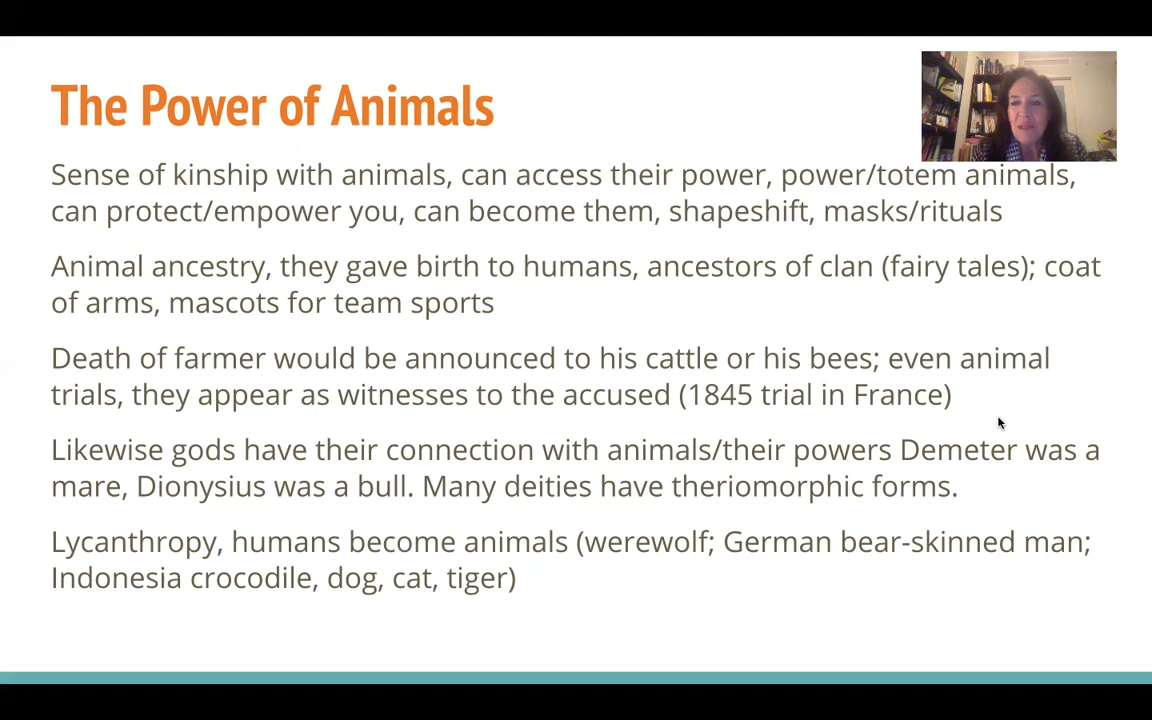 The Power of Animals
Sense of kinship with animals, can access their power, power/totem animals,
can protect/empower you, can become them, shapeshift, masks/rituals
Animal ancestry, they gave birth to humans, ancestors of clan (fairy tales); coat
of arms, mascots for team sports
Death of farmer would be announced to his cattle or his bees; even animal
trials, they appear as witnesses to the accused (1845 trial in France)
Likewise gods have their connection with animals/their powers Demeter was a
mare, Dionysius was a bull. Many deities have theriomorphic forms.
Lycanthropy, humans become animals (werewolf; German bear-skinned man;
Indonesia crocodile, dog, cat, tiger)